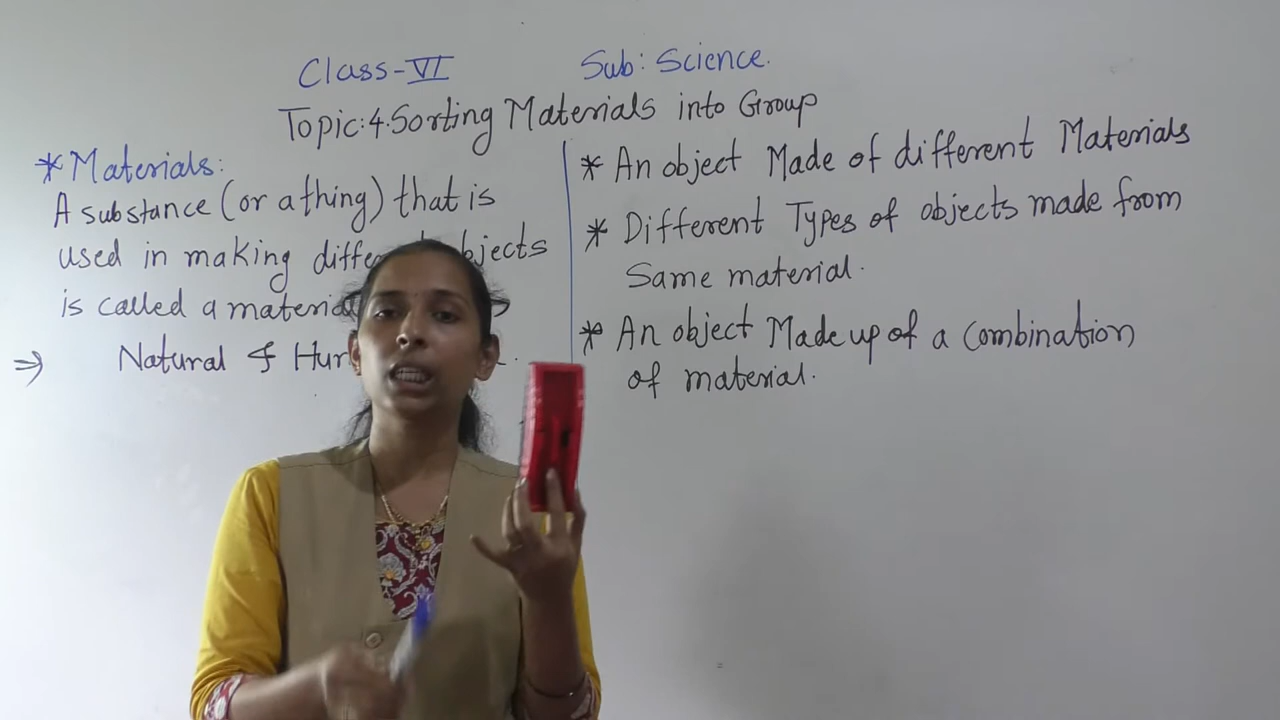 Class-VI Sub: Science.
Topic:4.Sorting Materials into Group
*Materials:
A substance (or a thing) that is
used in making objects
is called a material
⇒ Natural &
* An object Made of different Materials
* Different Types of objects made from
Same material.
* An object Made up of a Combination
of material.